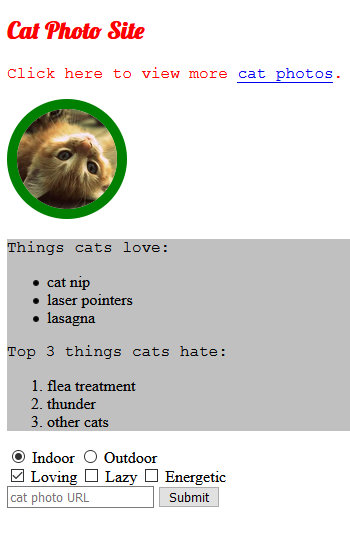 Cat Photo Site
Click here to view more cat photos.
Things cats love:
cat nip
laser pointers
lasagna
Top 3 things cats hate:
1. flea treatment
2. thunder
3. other cats
Indoor Outdoor
Loving Lazy Energetic
cat photo URL Submit